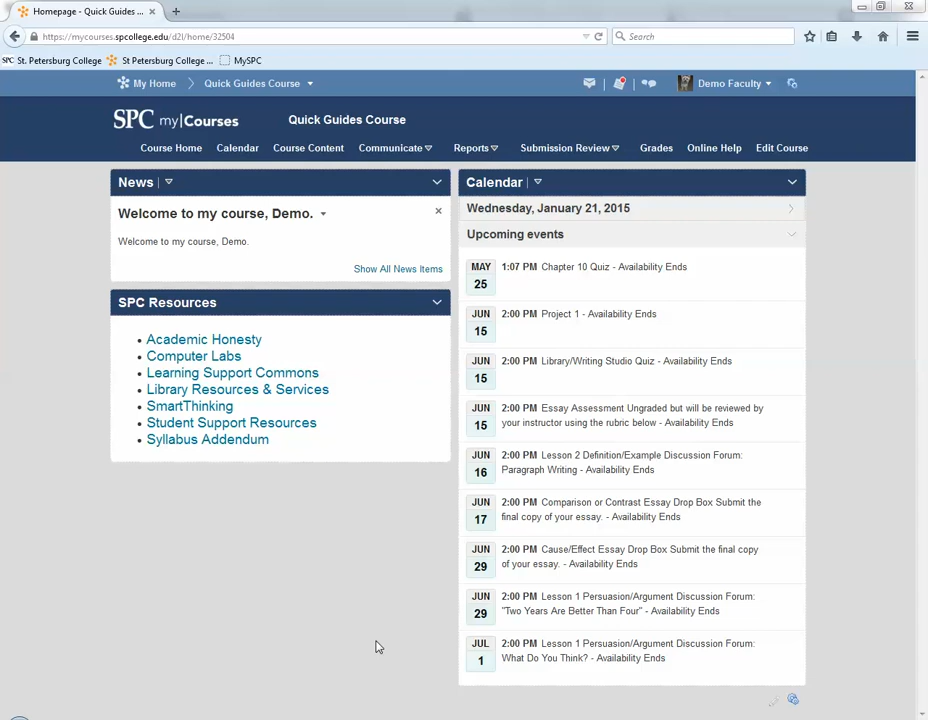 Homepage - Quick Guides ...
https://mycourses.spcollege.edu/d2l/home/32504
Search
SPC St. Petersburg College
St Petersburg College ...
MySPC
My Home
Quick Guides Course
Demo Faculty
SPC my|Courses
Quick Guides Course
Course Home
Calendar
Course Content
Communicate
Reports
Submission Review
Grades
Online Help
Edit Course
News
Welcome to my course, Demo.
Welcome to my course, Demo.
Show All News Items
SPC Resources
Academic Honesty
Computer Labs
Learning Support Commons
Library Resources & Services
SmartThinking
Student Support Resources
Syllabus Addendum
Calendar
Wednesday, January 21, 2015
Upcoming events
MAY
25
1:07 PM Chapter 10 Quiz - Availability Ends
JUN
15
2:00 PM Project 1 - Availability Ends
JUN
15
2:00 PM Library/Writing Studio Quiz - Availability Ends
JUN
15
2:00 PM Essay Assessment Ungraded but will be reviewed by
your instructor using the rubric below - Availability Ends
JUN
16
2:00 PM Lesson 2 Definition/Example Discussion Forum:
Paragraph Writing - Availability Ends
JUN
17
2:00 PM Comparison or Contrast Essay Drop Box Submit the
final copy of your essay. - Availability Ends
JUN
29
2:00 PM Cause/Effect Essay Drop Box Submit the final copy
of your essay. - Availability Ends
JUN
29
2:00 PM Lesson 1 Persuasion/Argument Discussion Forum:
"Two Years Are Better Than Four" - Availability Ends
JUL
1
2:00 PM Lesson 1 Persuasion/Argument Discussion Forum:
What Do You Think? - Availability Ends